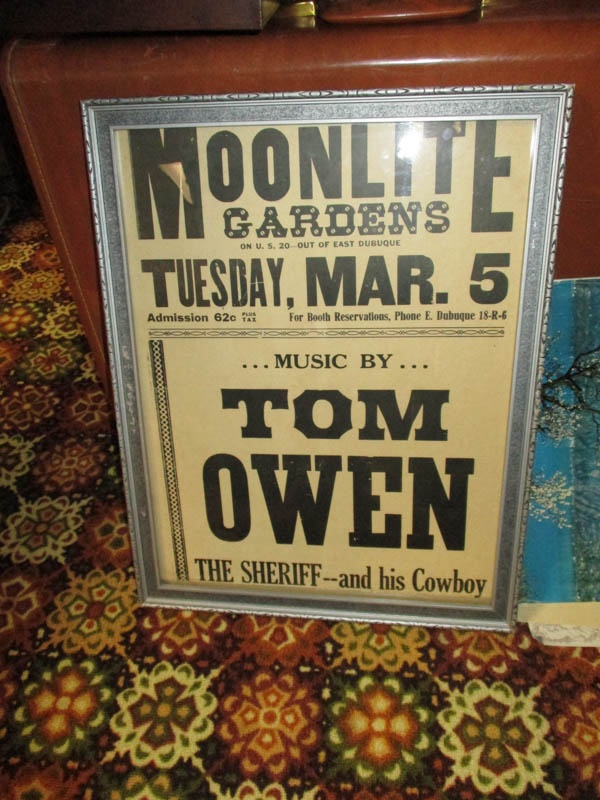 MOONLITE
GARDENS
ON U. S. 20--OUT OF EAST DUBUQUE
TUESDAY, MAR. 5
Admission 62c PLUS TAX For Booth Reservations, Phone E. Dubuque 18-R-6
...MUSIC BY...
TOM
OWEN
THE SHERIFF--and his Cowboy